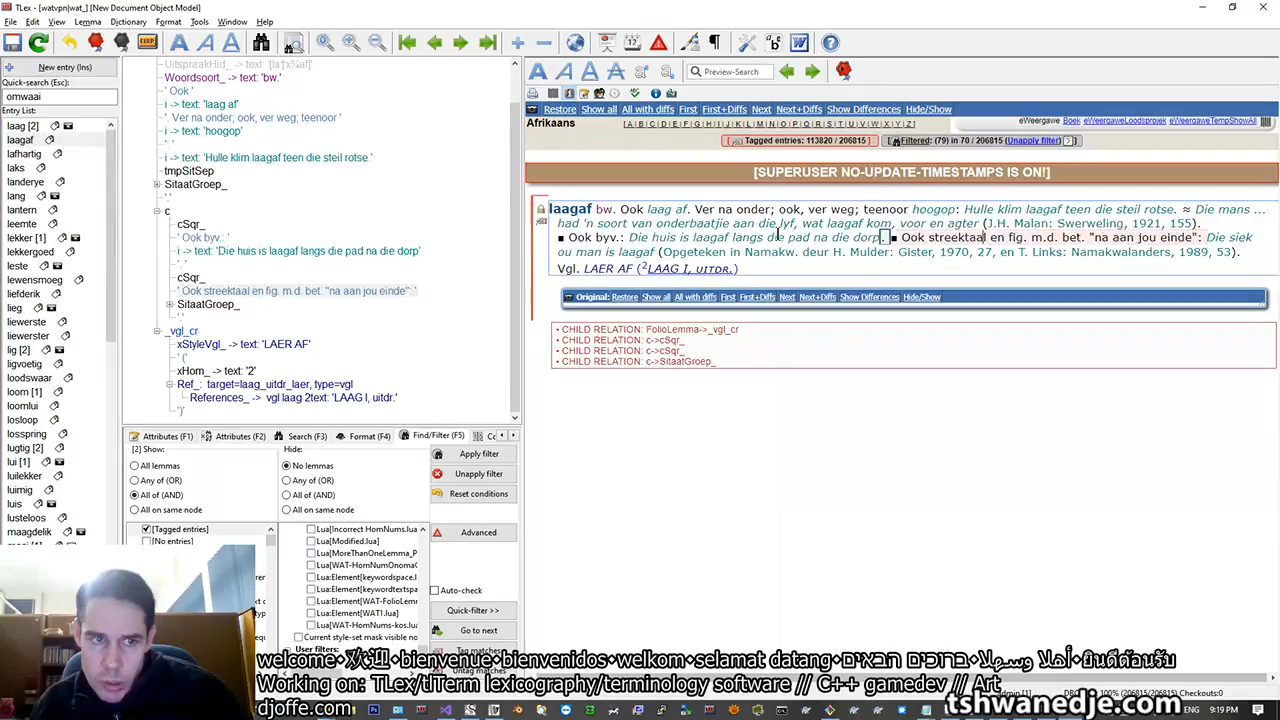 TLex - [watvpn|wat_] [New Document Object Model]
File Edit View Lemma Dictionary Format Tools Window Help
New entry (Ins)
Quick-search (Esc):
omwaai
Entry List:
laag [2]
laagaf
lafhartig
laks
landerye
lang
lantern
lekker [1]
lekkergoed
leste
lewensboom
liefderik
liewerste
lig [2]
ligvoetig
loodswaar
loom [1]
loomlui
losloop
losspring
lugtig [2]
lui [1]
luilekker
luimig
luis
lusteloos
maagdelik
Woordsoort_ -> text: 'bw.'
' Ook '
i -> text: 'laag af'
'. Ver na onder; ook, ver weg; teenoor '
i -> text: 'hoogop'
': '
i -> text: 'Hulle klim laagaf teen die steil rotse '
tmpSitSep
SitaatGroep_
'.'
c
cSqr_
' Ook byv.: '
i -> text: 'Die huis is laagaf langs die pad na die dorp'
'.'
cSqr_
' Ook streektaal en fig. m.d. bet. "na aan jou einde": '
SitaatGroep_
'.'
_vgl_cr
xStyleVgl_ -> text: 'LAER AF'
' ('
xHom_ -> text: '2'
Ref_: target=laag_uitdr_laer, type=vgl
References_ -> vgl laag 2text: 'LAAG I, uitdr.'
')'
Attributes (F1) Attributes (F2) Search (F3) Format (F4) Find/Filter (F5)
[2] Show: Hide:
All lemmas No lemmas Apply filter
Any of (OR) Any of (OR) Unapply filter
All of (AND) All of (AND) Reset conditions
All on same node All on same node
[Tagged entries] Lua[Incorrect HomNums.lua Advanced
[No entries] Lua[Modified.lua]
Lua[MoreThanOneLemma_P
Lua[WAT-HomNumOnomaC
Lua:Element[keywordspace.l
Lua:Element[keywordtextspa
Lua:Element[WAT-FolioLemm Auto-check
Lua:Element[WAT1.lua]
Lua[WAT-HomNums-kos.lua] Quick-filter >>
Current style-set mask visible no Go to next
User filters:
Preview-Search
Restore Show all All with diffs First First+Diffs Next Next+Diffs Show Differences Hide/Show
Afrikaans [A|B|C|D|E|F|G|H|I|J|K|L|M|N|O|P|Q|R|S|T|U|V|W|X|Y|Z] eWeergawe Boek eWeergaweLoodsprojek eWeergaweTempShowAll
[Tagged entries: 113820 / 206815] [Filtered: (79) in 70 / 206815 (Unapply filter) >]
[SUPERUSER NO-UPDATE-TIMESTAMPS IS ON!]
laagaf bw. Ook laag af. Ver na onder; ook, ver weg; teenoor hoogop: Hulle klim laagaf teen die steil rotse. ≈ Die mans ...
had 'n soort van onderbaatjie aan die lyf, wat laagaf kom, voor en agter (J.H. Malan: Swerweling, 1921, 155).
■ Ook byv.: Die huis is laagaf langs die pad na die dorp. ■ Ook streektaal en fig. m.d. bet. "na aan jou einde": Die siek
ou man is laagaf (Opgeteken in Namakw. deur H. Mulder: Gister, 1970, 27, en T. Links: Namakwalanders, 1989, 53).
Vgl. LAER AF (²LAAG I, UITDR.)
Original: Restore Show all All with diffs First First+Diffs Next Next+Diffs Show Differences Hide/Show
• CHILD RELATION: FolioLemma->_vgl_cr
• CHILD RELATION: c->cSqr_
• CHILD RELATION: c->cSqr_
• CHILD RELATION: c->SitaatGroep_
welcome • 欢迎 • bienvenue • bienvenidos • welkom • selamat datang • ברוכים הבאים • أهلا وسهلا • ยินดีต้อนรับ
Working on: TLex/tlTerm lexicography/terminology software // C++ gamedev // Art
djoffe.com
tshwanedje.com
100% (206815/206815) Checkouts:0
9:19 PM